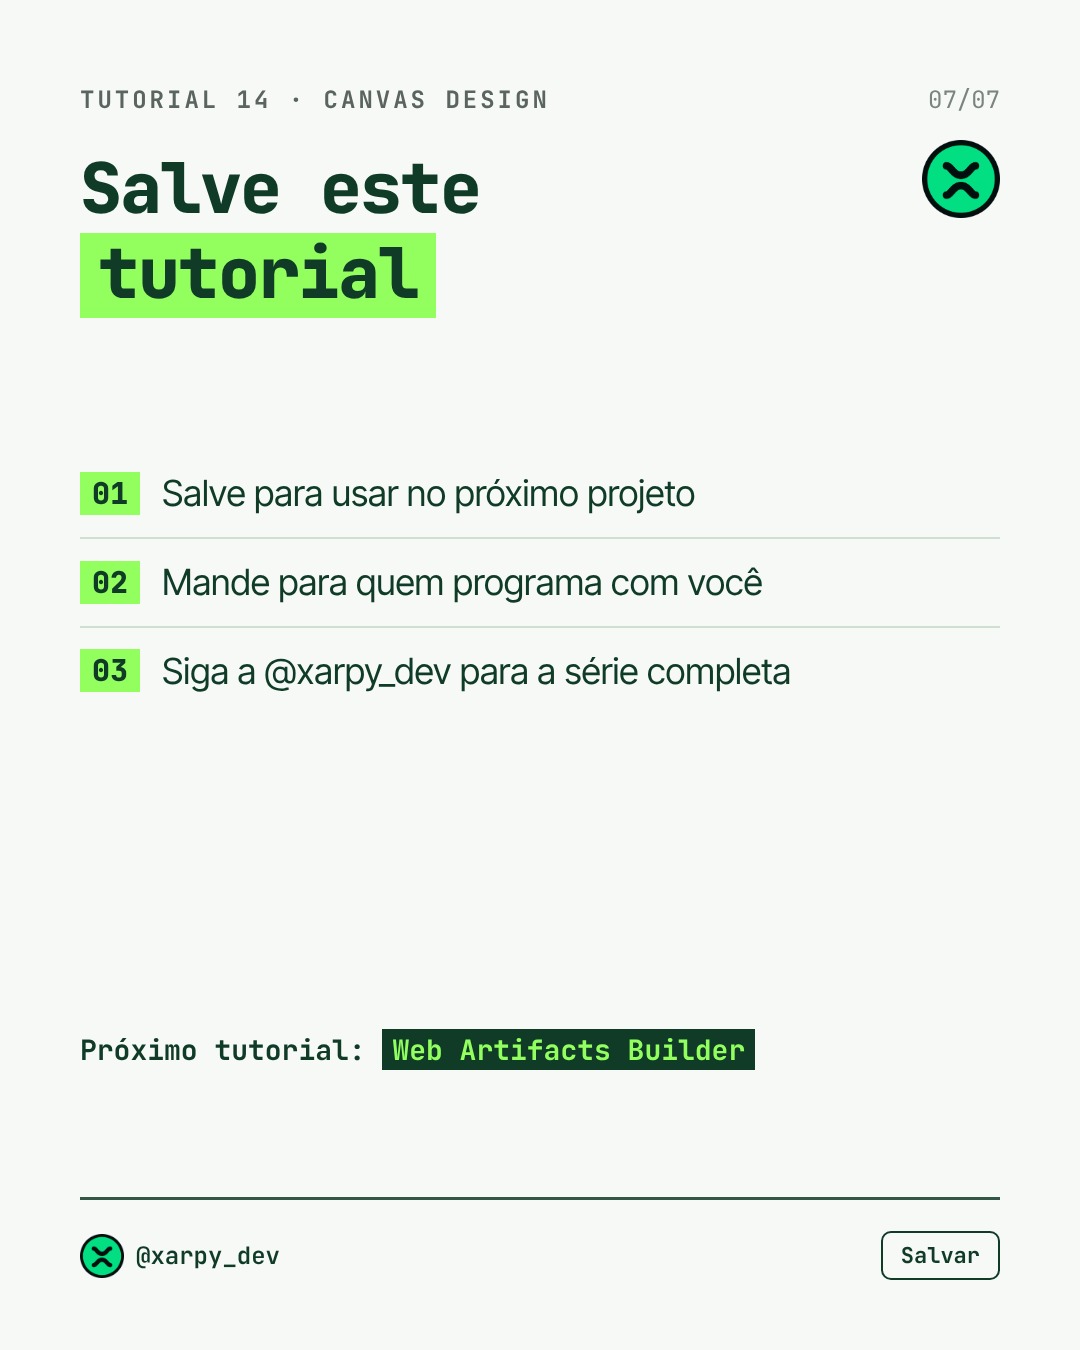 TUTORIAL 14 · CANVAS DESIGN
07/07
Salve este
tutorial
01 Salve para usar no próximo projeto
02 Mande para quem programa com você
03 Siga a @xarpy_dev para a série completa
Próximo tutorial: Web Artifacts Builder
@xarpy_dev
Salvar